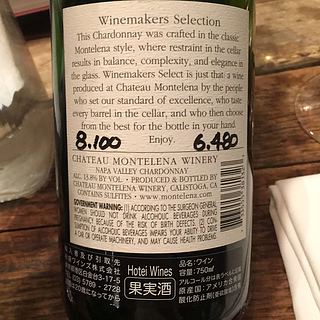 Winemakers Selection
This Chardonnay was crafted in the classic
Montelena style, where restraint in the cellar
results in balance, complexity, and elegance in
the glass. Winemakers Select is just that: a wine
produced at Chateau Montelena by the people
who set our standard of excellence, who taste
every barrel in the cellar, and who then choose
from the best for the bottle in your hand.
8.100 Enjoy. 6.480
CHATEAU MONTELENA WINERY
NAPA VALLEY CHARDONNAY
ALC. 13.8% BY VOL. • PRODUCED & BOTTLED BY
CHATEAU MONTELENA WINERY, CALISTOGA, CA
CONTAINS SULFITES • www.montelena.com
GOVERNMENT WARNING: (1) ACCORDING TO THE SURGEON GENERAL
WOMEN SHOULD NOT DRINK ALCOHOLIC BEVERAGES DURING
PREGNANCY BECAUSE OF THE RISK OF BIRTH DEFECTS. (2) CON-
SUMPTION OF ALCOHOLIC BEVERAGES IMPAIRS YOUR ABILITY TO DRIVE
A CAR OR OPERATE MACHINERY, AND MAY CAUSE HEALTH PROBLEMS.
Hotei Wines
果実酒
品名:ワイン
容量:750ml